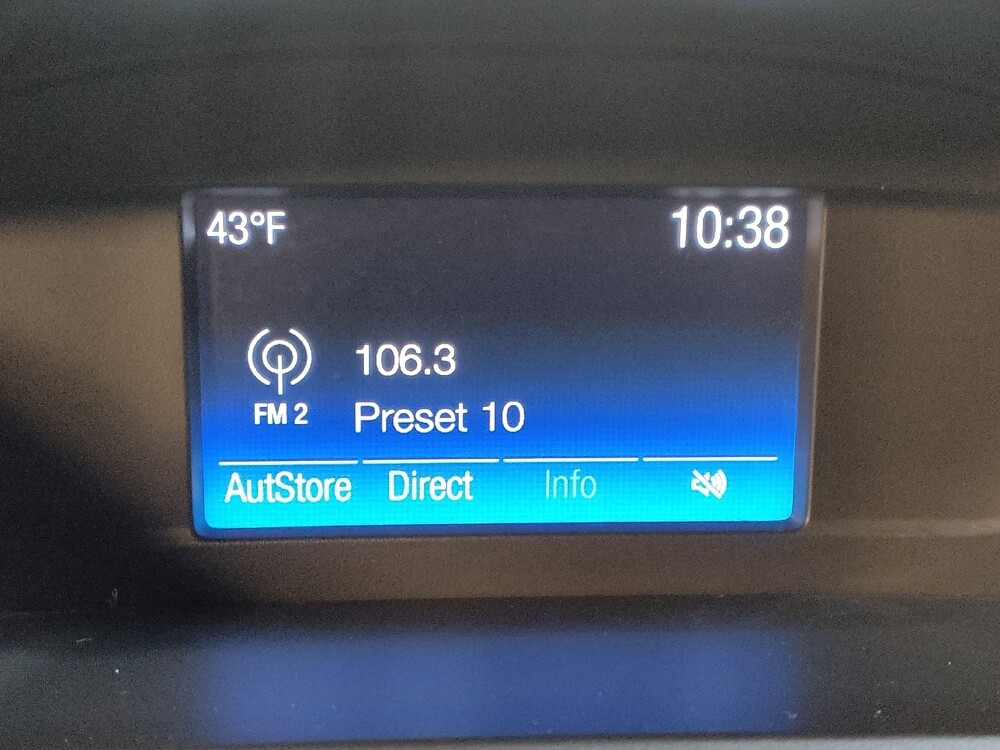 43°F 10:38
106.3
FM 2 Preset 10
AutStore Direct Info